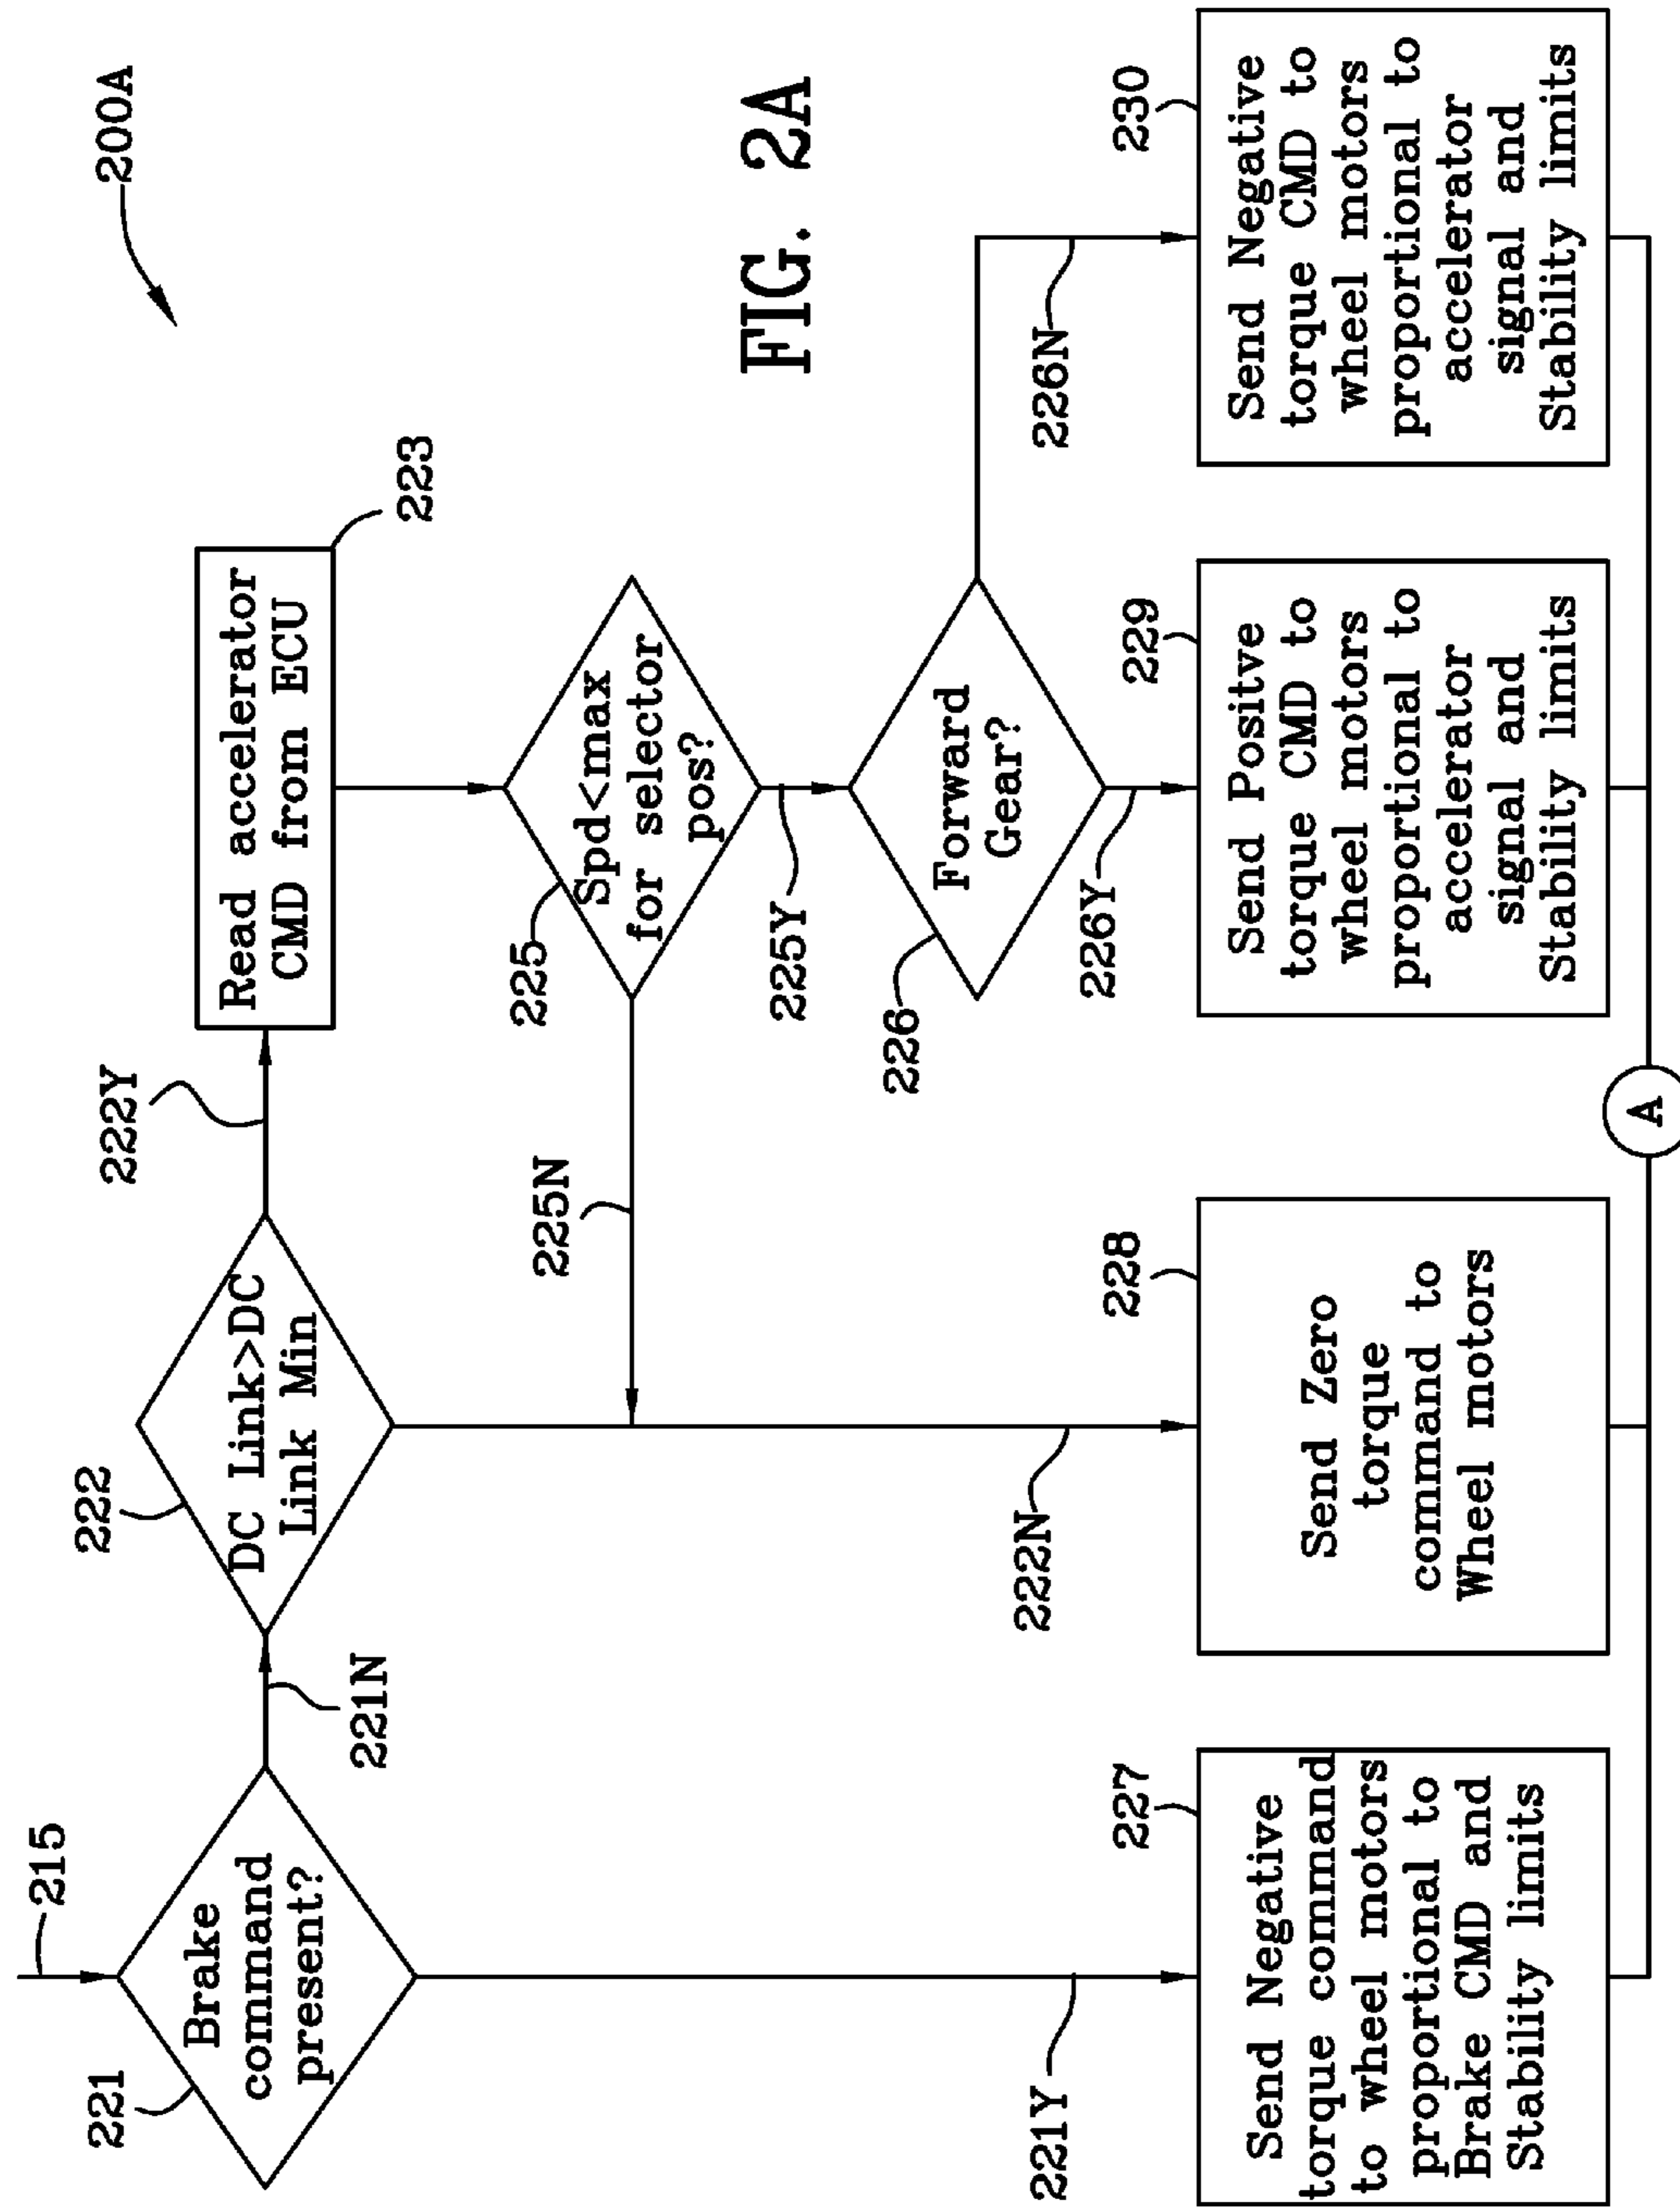 200A
215
221
Brake
command
present?
221N
221Y
222
DC Link>DC
Link Min
222Y
222N
Read accelerator
CMD from ECU
223
225
Spd<max
for selector
pos?
225N
225Y
226
Forward
Gear?
226Y
226N
FIG. 2A
227
Send Negative
torque command
to wheel motors
proportional to
Brake CMD and
Stability limits
228
Send Zero
torque
command to
Wheel motors
229
Send Positve
torque CMD to
wheel motors
proportional to
accelerator
signal and
Stability limits
230
Send Negative
torque CMD to
wheel motors
proportional to
accelerator
signal and
Stability limits
A